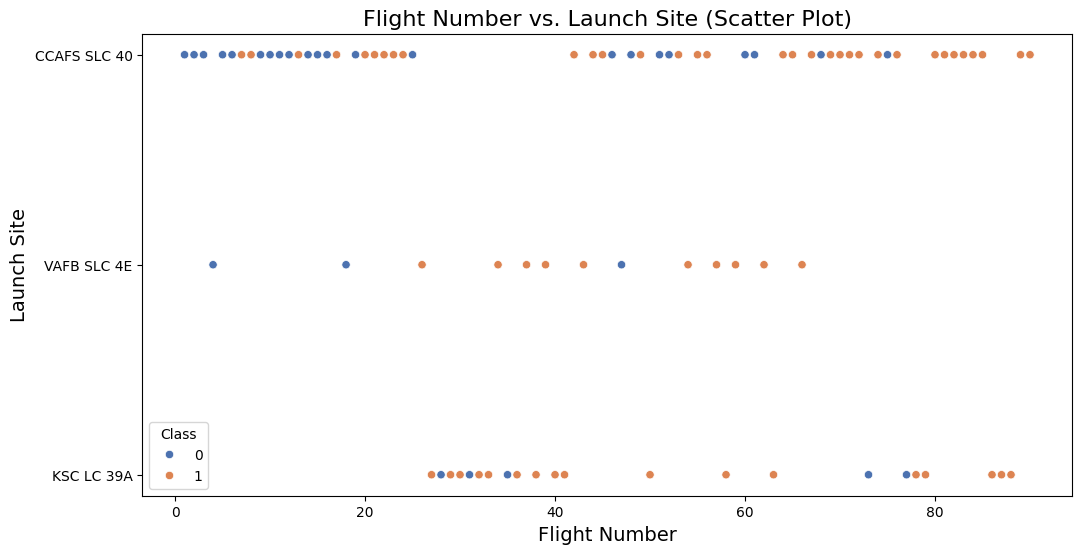 Flight Number vs. Launch Site (Scatter Plot)
Launch Site
CCAFS SLC 40
VAFB SLC 4E
KSC LC 39A
Class
0
1
0
20
40
60
80
Flight Number